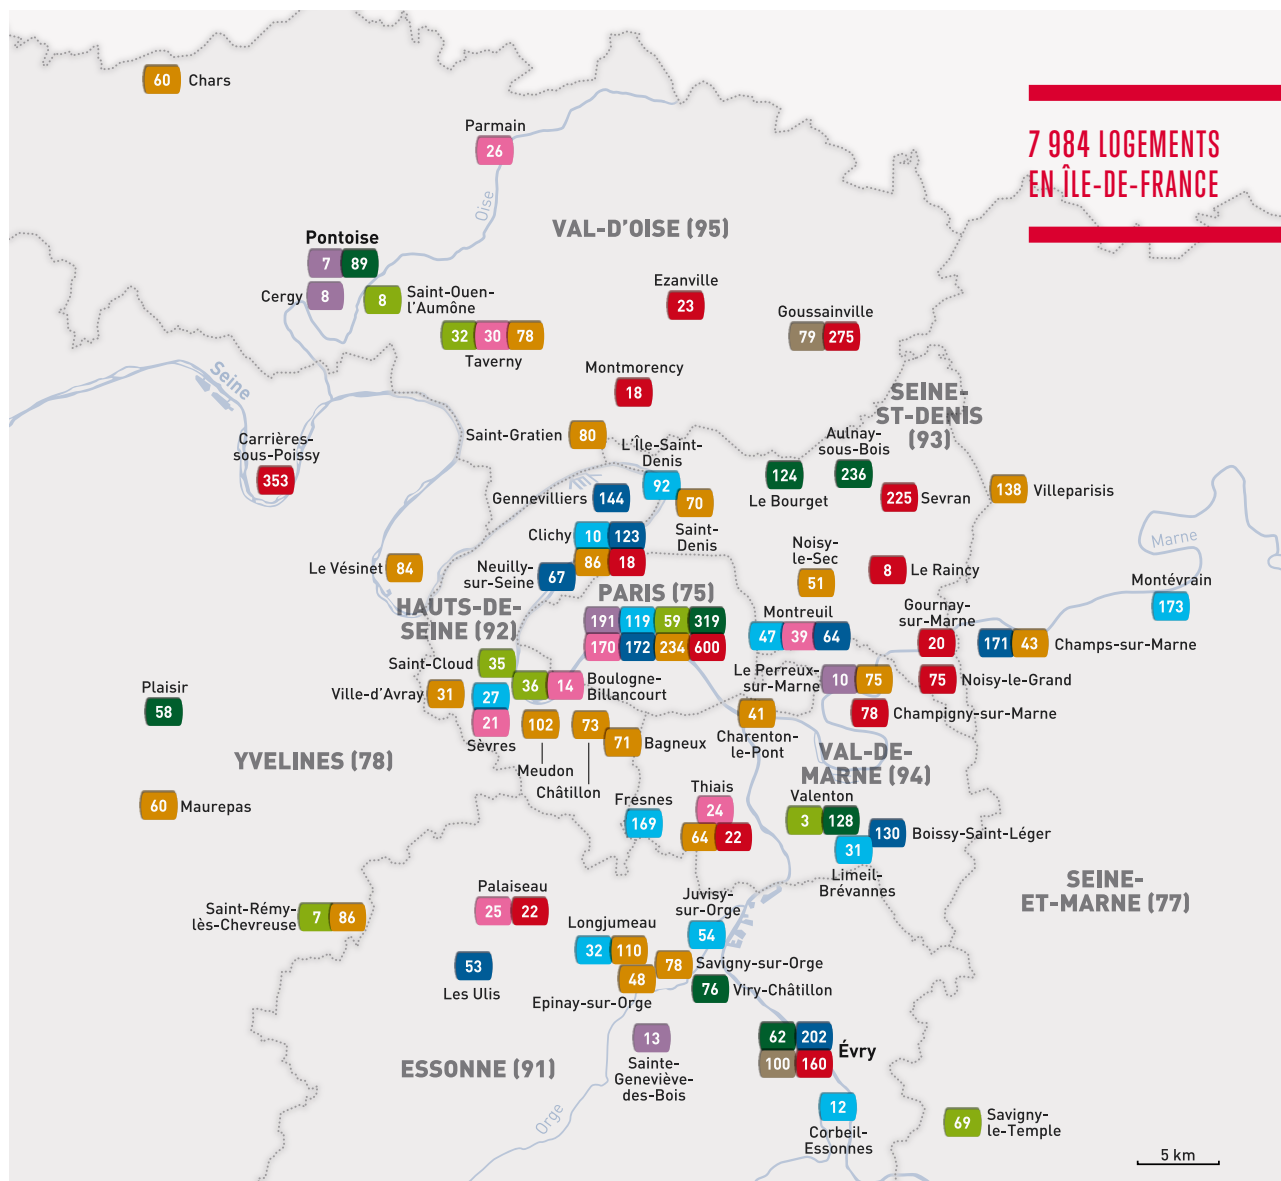 60 Chars
Parmain
26
7 984 LOGEMENTS
EN ÎLE-DE-FRANCE
Oise
VAL-D'OISE (95)
Pontoise
7 89
Cergy 8
8 Saint-Ouen-
l'Aumône
Ezanville
23
Goussainville
79 275
32 30 78
Taverny
Seine
Montmorency
18
SEINE-
ST-DENIS
(93)
Carrières-
sous-Poissy
353
Saint-Gratien 80
L'Île-Saint-
Denis
92
Aulnay-
sous-Bois
236
124
Le Bourget
225 Sevran
138 Villeparisis
Gennevilliers 144
70
Saint-
Denis
Clichy 10 123
86 18
Marne
Le Vésinet 84
Neuilly-
sur-Seine 67
Noisy-
le-Sec
51
8 Le Raincy
Montévrain
173
HAUTS-DE-
SEINE (92)
PARIS (75)
191 119 59 319
170 172 234 600
Montreuil
47 39 64
Gournay-
sur-Marne
20
171 43 Champs-sur-Marne
Saint-Cloud 35
36 14 Boulogne-
Billancourt
Le Perreux-
sur-Marne 10 75
75 Noisy-le-Grand
Plaisir
58
Ville-d'Avray 31
27
21
Sèvres
102
Meudon
73
Châtillon
71 Bagneux
41
Charenton-
le-Pont
78 Champigny-sur-Marne
YVELINES (78)
VAL-DE-
MARNE (94)
60 Maurepas
Fresnes
169
Thiais
24
64 22
Valenton
3 128
130 Boissy-Saint-Léger
31
Limeil-
Brévannes
SEINE-
ET-MARNE (77)
Saint-Rémy-
lès-Chevreuse 7 86
Palaiseau
25 22
Juvisy-
sur-Orge
54
Longjumeau
32 110
53
Les Ulis
78 Savigny-sur-Orge
48
Epinay-sur-Orge
76 Viry-Châtillon
13
Sainte-
Geneviève-
des-Bois
62 202
100 160
Évry
ESSONNE (91)
Orge
12
Corbeil-
Essonnes
69 Savigny-
le-Temple
5 km